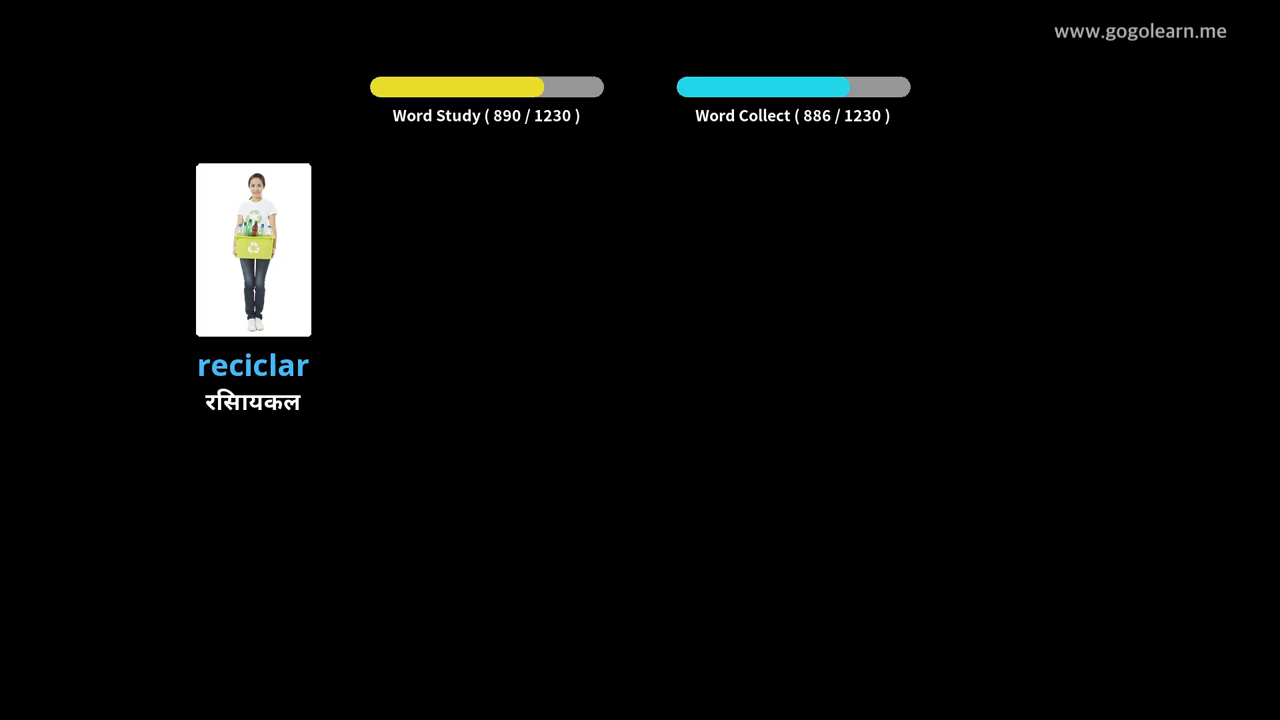 www.gogolearn.me
Word Study ( 890 / 1230 )
Word Collect ( 886 / 1230 )
reciclar
रसिायकल